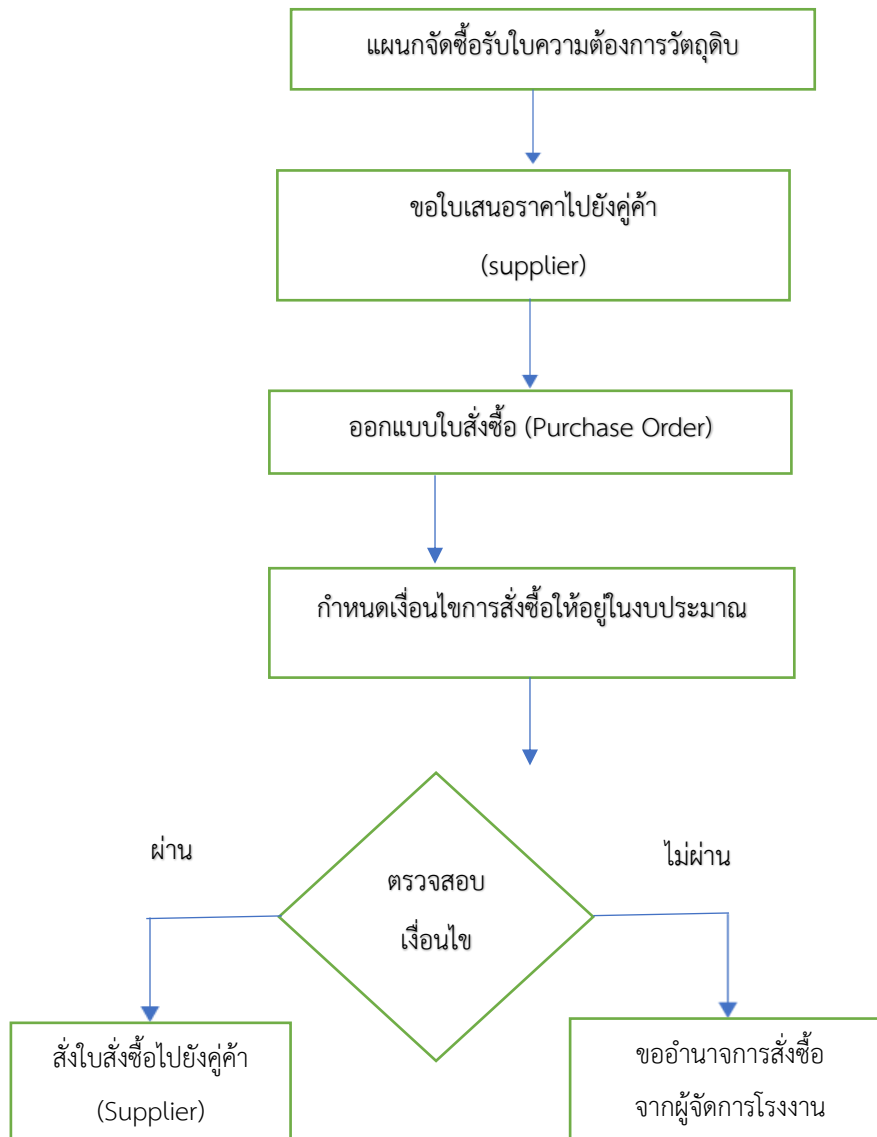 แผนกจัดซื้อรับใบความต้องการวัตถุดิบ
ขอใบเสนอราคาไปยังคู่ค้า
(supplier)
ออกแบบใบสั่งซื้อ (Purchase Order)
กำหนดเงื่อนไขการสั่งซื้อให้อยู่ในงบประมาณ
ผ่าน
ไม่ผ่าน
ตรวจสอบ
เงื่อนไข
สั่งใบสั่งซื้อไปยังคู่ค้า
(Supplier)
ขออำนาจการสั่งซื้อ
จากผู้จัดการโรงงาน